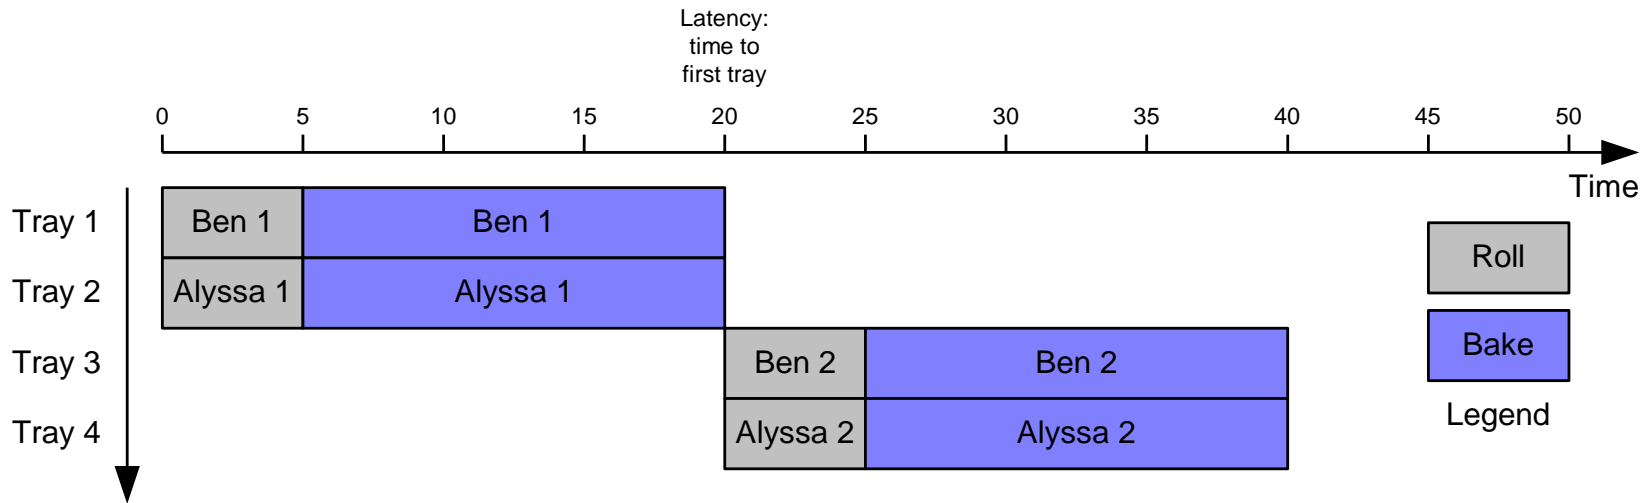 Latency:
time to
first tray
0 5 10 15 20 25 30 35 40 45 50
Time
Tray 1 Ben 1 Ben 1
Roll
Tray 2 Alyssa 1 Alyssa 1
Tray 3 Ben 2 Ben 2
Bake
Legend
Tray 4 Alyssa 2 Alyssa 2